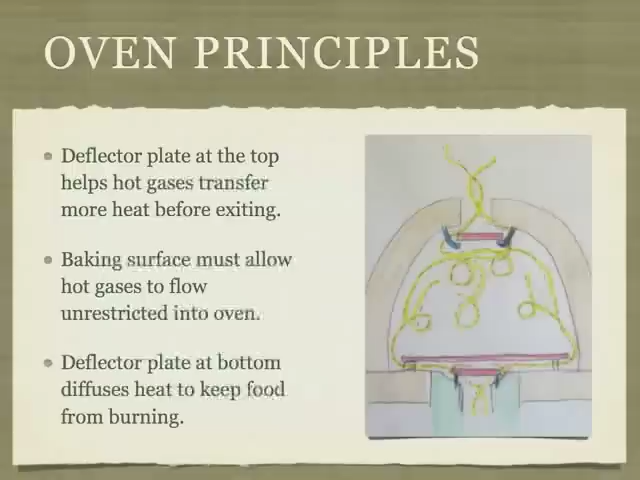 OVEN PRINCIPLES
Deflector plate at the top
helps hot gases transfer
more heat before exiting.
Baking surface must allow
hot gases to flow
unrestricted into oven.
Deflector plate at bottom
diffuses heat to keep food
from burning.